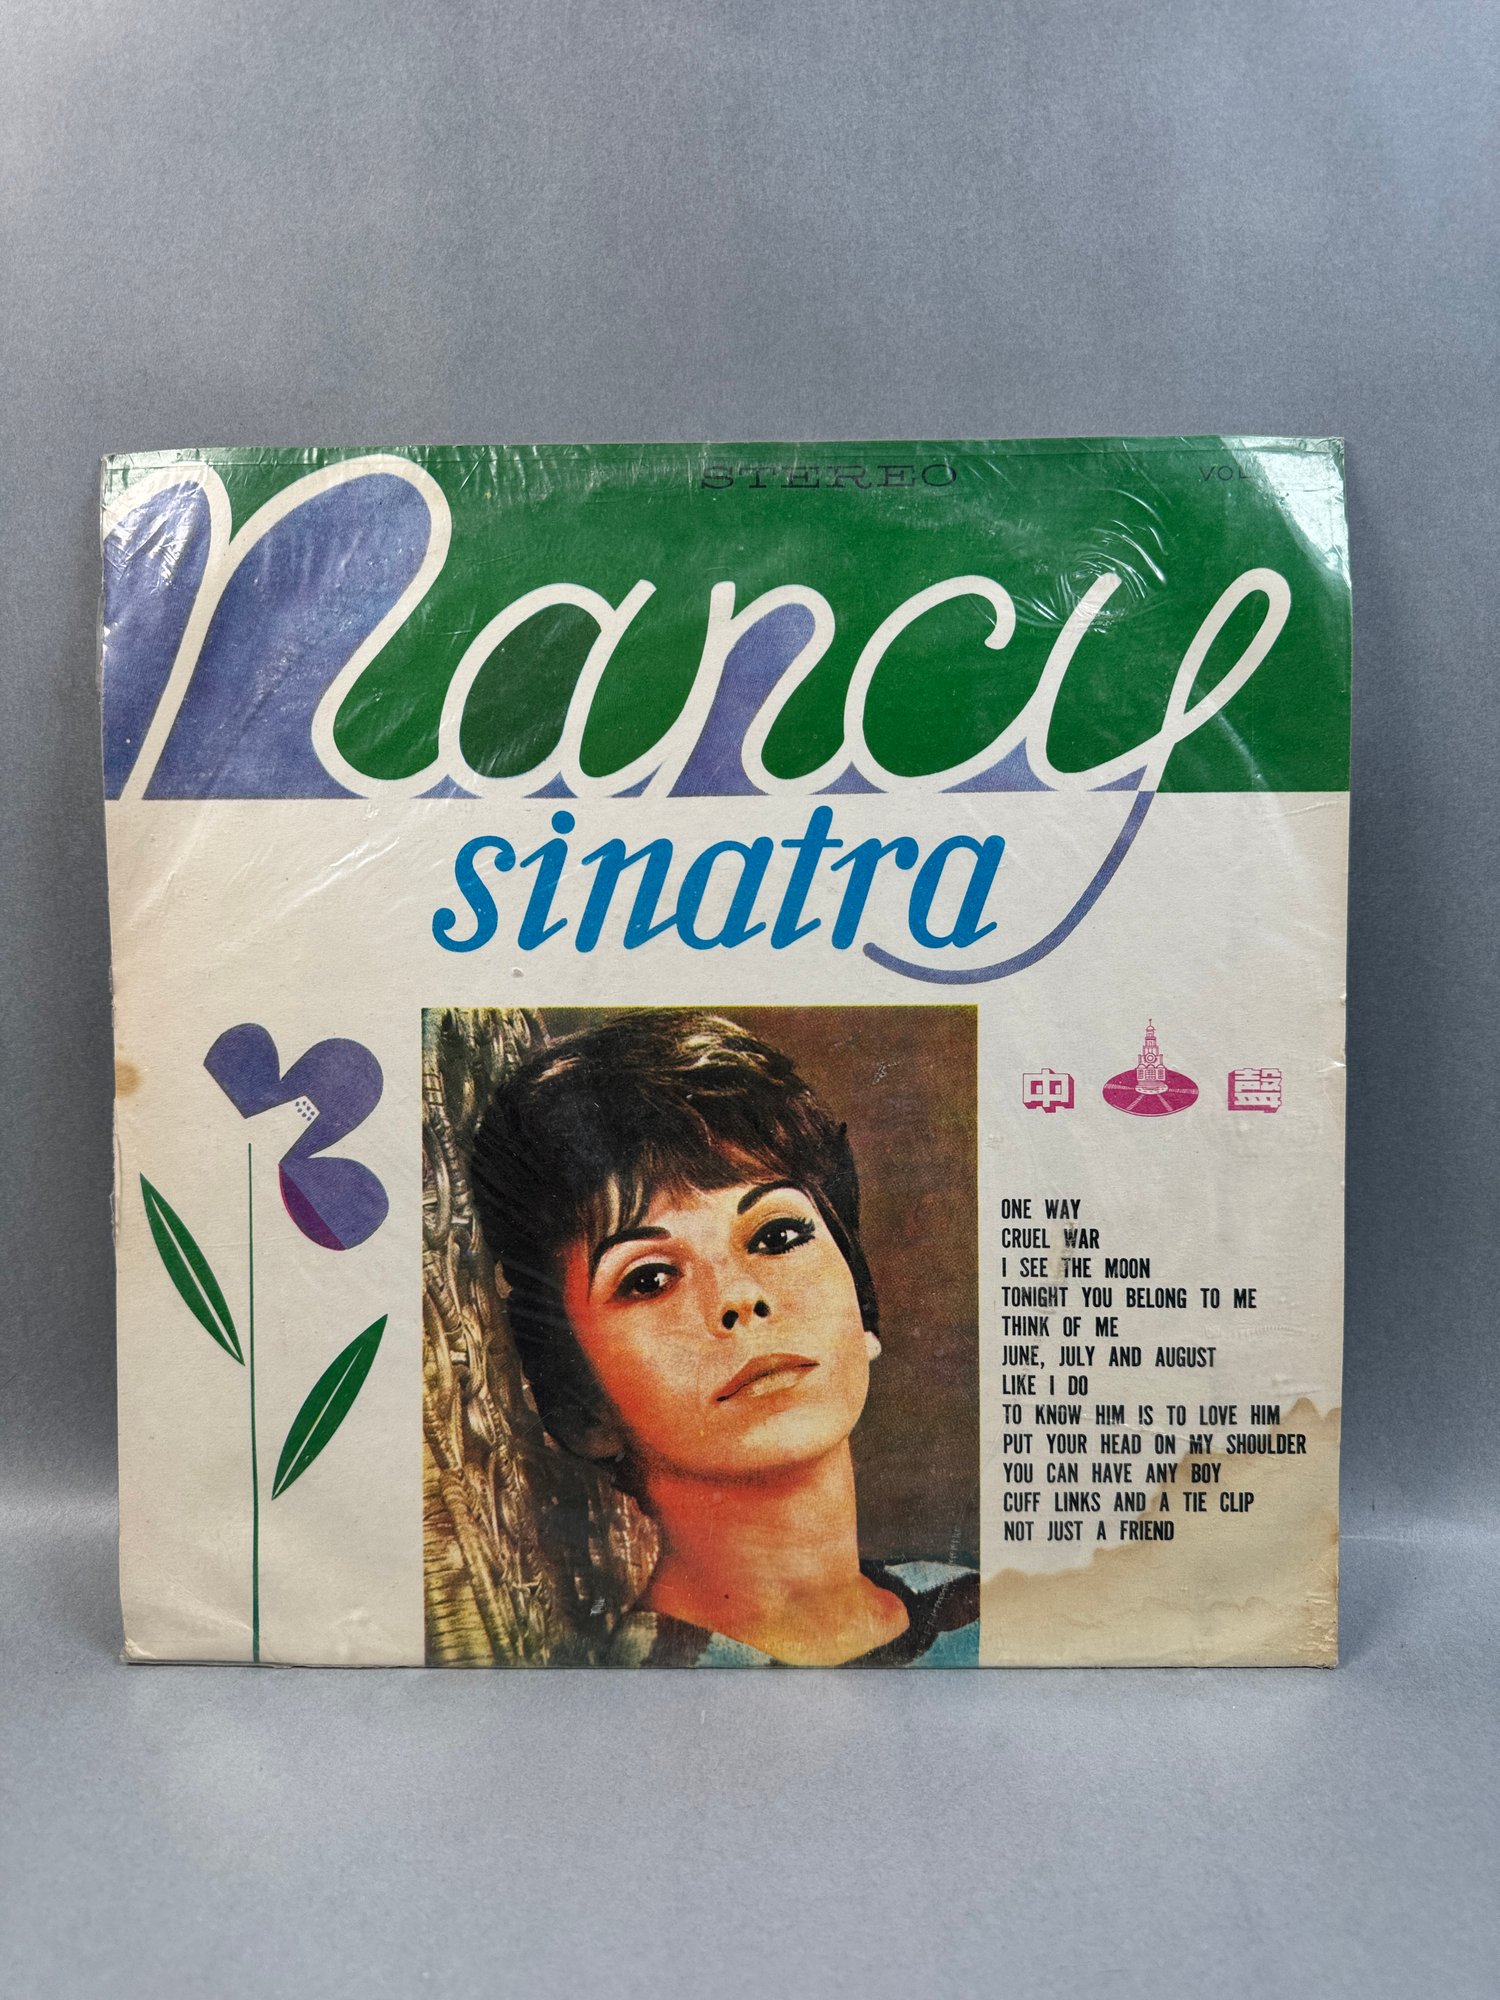 STEREO
VOL
nancy
sinatra
中 盤
ONE WAY
CRUEL WAR
I SEE THE MOON
TONIGHT YOU BELONG TO ME
THINK OF ME
JUNE, JULY AND AUGUST
LIKE I DO
TO KNOW HIM IS TO LOVE HIM
PUT YOUR HEAD ON MY SHOULDER
YOU CAN HAVE ANY BOY
CUFF LINKS AND A TIE CLIP
NOT JUST A FRIEND